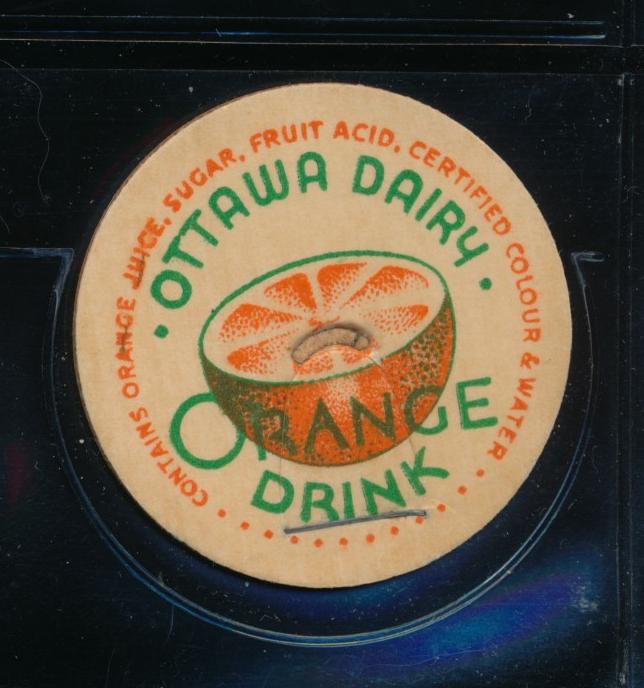 CONTAINS ORANGE JUICE, SUGAR, FRUIT ACID, CERTIFIED COLOUR & WATER
· OTTAWA DAIRY ·
ORANGE
DRINK